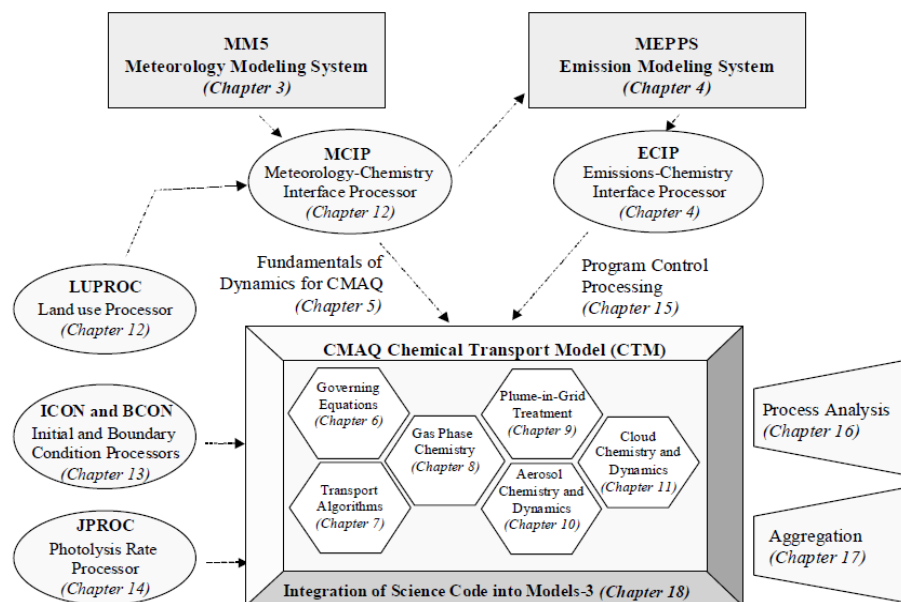 MM5
Meteorology Modeling System
(Chapter 3)
MEPPS
Emission Modeling System
(Chapter 4)
MCIP
Meteorology-Chemistry
Interface Processor
(Chapter 12)
ECIP
Emissions-Chemistry
Interface Processor
(Chapter 4)
LUPROC
Land use Processor
(Chapter 12)
Fundamentals of
Dynamics for CMAQ
(Chapter 5)
Program Control
Processing
(Chapter 15)
CMAQ Chemical Transport Model (CTM)
ICON and BCON
Initial and Boundary
Condition Processors
(Chapter 13)
JPROC
Photolysis Rate
Processor
(Chapter 14)
Governing
Equations
(Chapter 6)
Transport
Algorithms
(Chapter 7)
Gas Phase
Chemistry
(Chapter 8)
Plume-in-Grid
Treatment
(Chapter 9)
Aerosol
Chemistry and
Dynamics
(Chapter 10)
Cloud
Chemistry and
Dynamics
(Chapter 11)
Process Analysis
(Chapter 16)
Aggregation
(Chapter 17)
Integration of Science Code into Models-3 (Chapter 18)